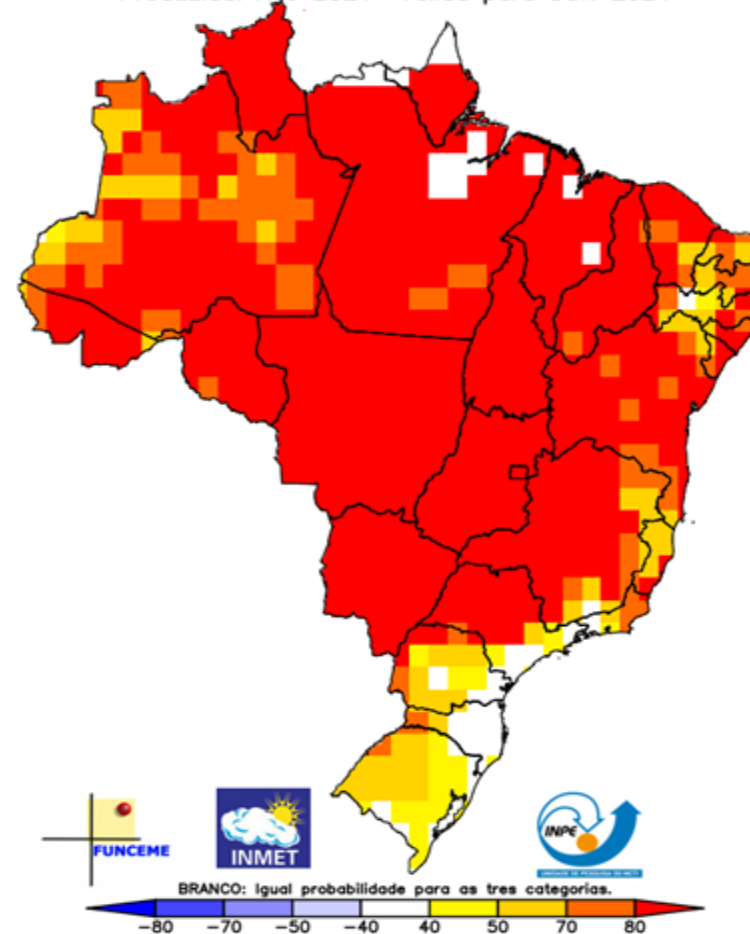 FUNCEME
INMET
INPE
BRANCO: Igual probabilidade para as tres categorias.
-80 -70 -50 -40 40 50 70 80